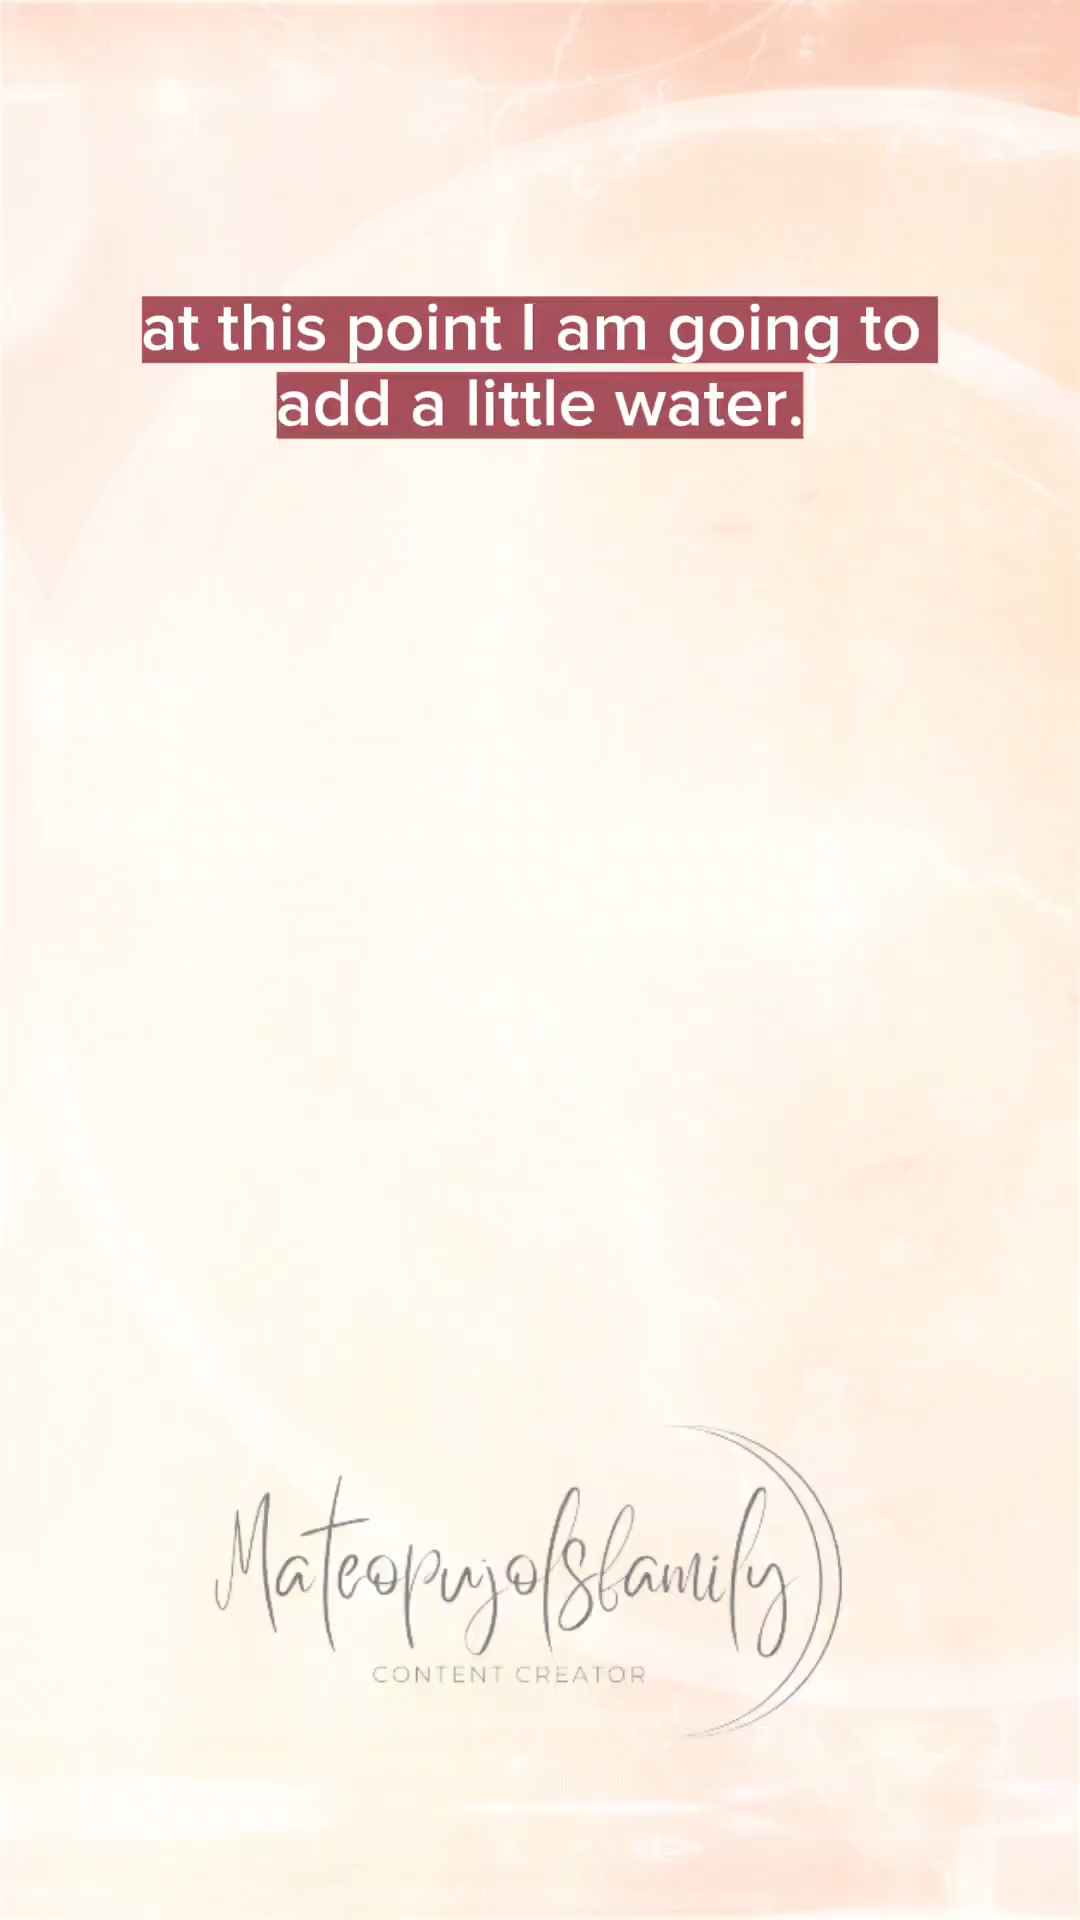 at this point I am going to
add a little water.
Mateopujolsfamily
CONTENT CREATOR